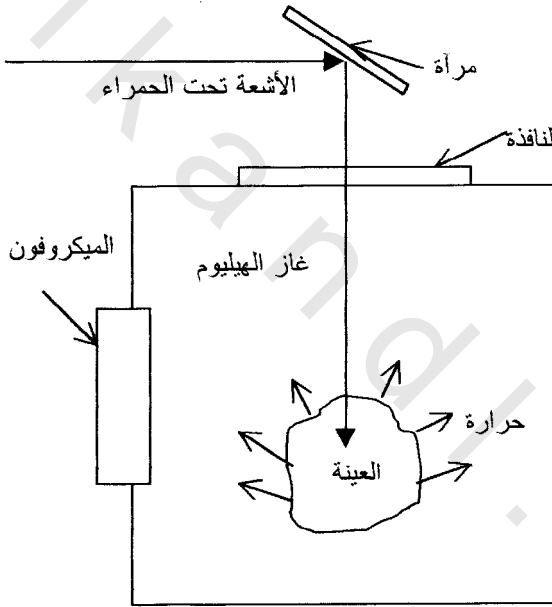 مرآة
الأشعة تحت الحمراء
النافذة
الميكروفون
غاز الهيليوم
حرارة
العينة